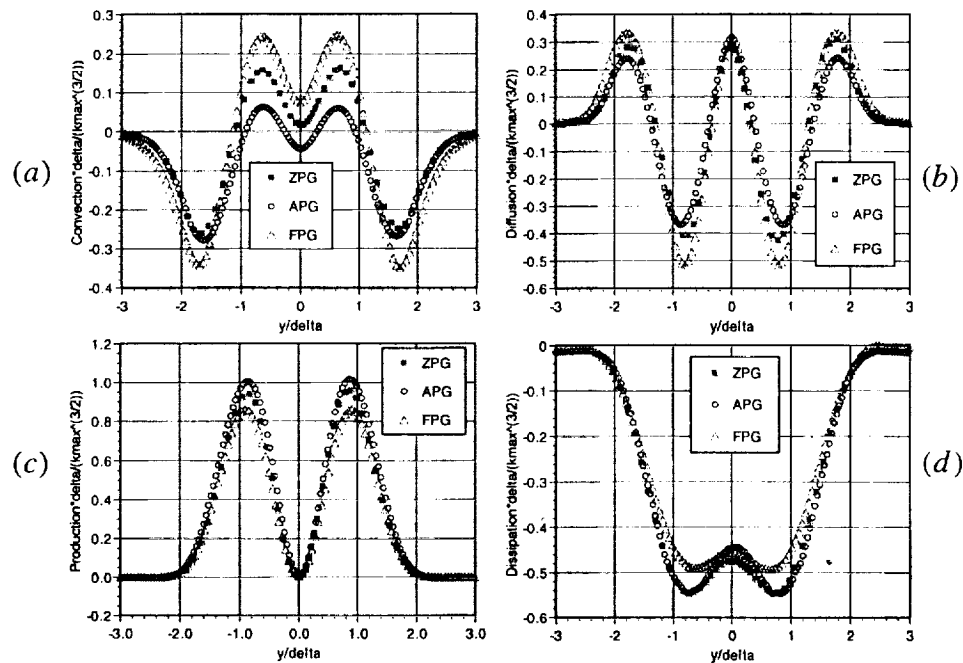 (a)
Convection*delta/(kmax^(3/2))
0.3
0.2
0.1
0
-0.1
-0.2
-0.3
-0.4
-3 -2 -1 0 1 2 3
y/delta
ZPG
APG
FPG
(b)
Diffusion*delta/(kmax^(3/2))
0.4
0.3
0.2
0.1
0.0
-0.1
-0.2
-0.3
-0.4
-0.5
-0.6
-3 -2 -1 0 1 2 3
y/delta
ZPG
APG
FPG
(c)
Production*delta/(kmax^(3/2))
1.2
1.0
0.8
0.6
0.4
0.2
0.0
-0.2
-3.0 -2.0 -1.0 0.0 1.0 2.0 3.0
y/delta
ZPG
APG
FPG
(d)
Dissipation*delta/(kmax^(3/2))
0
-0.1
-0.2
-0.3
-0.4
-0.5
-0.6
-3 -2 -1 0 1 2 3
y/delta
ZPG
APG
FPG